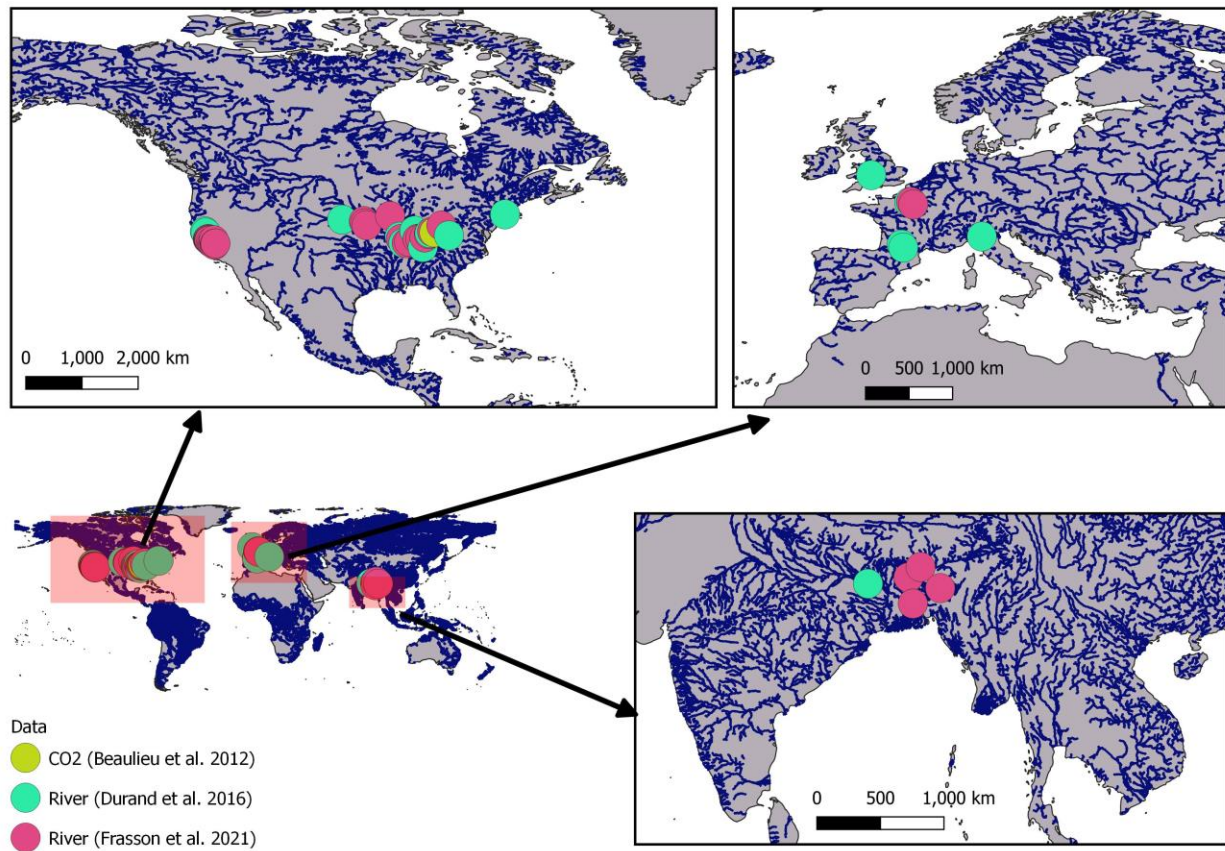 0 1,000 2,000 km
0 500 1,000 km
Data
CO2 (Beaulieu et al. 2012)
River (Durand et al. 2016)
River (Frasson et al. 2021)
0 500 1,000 km